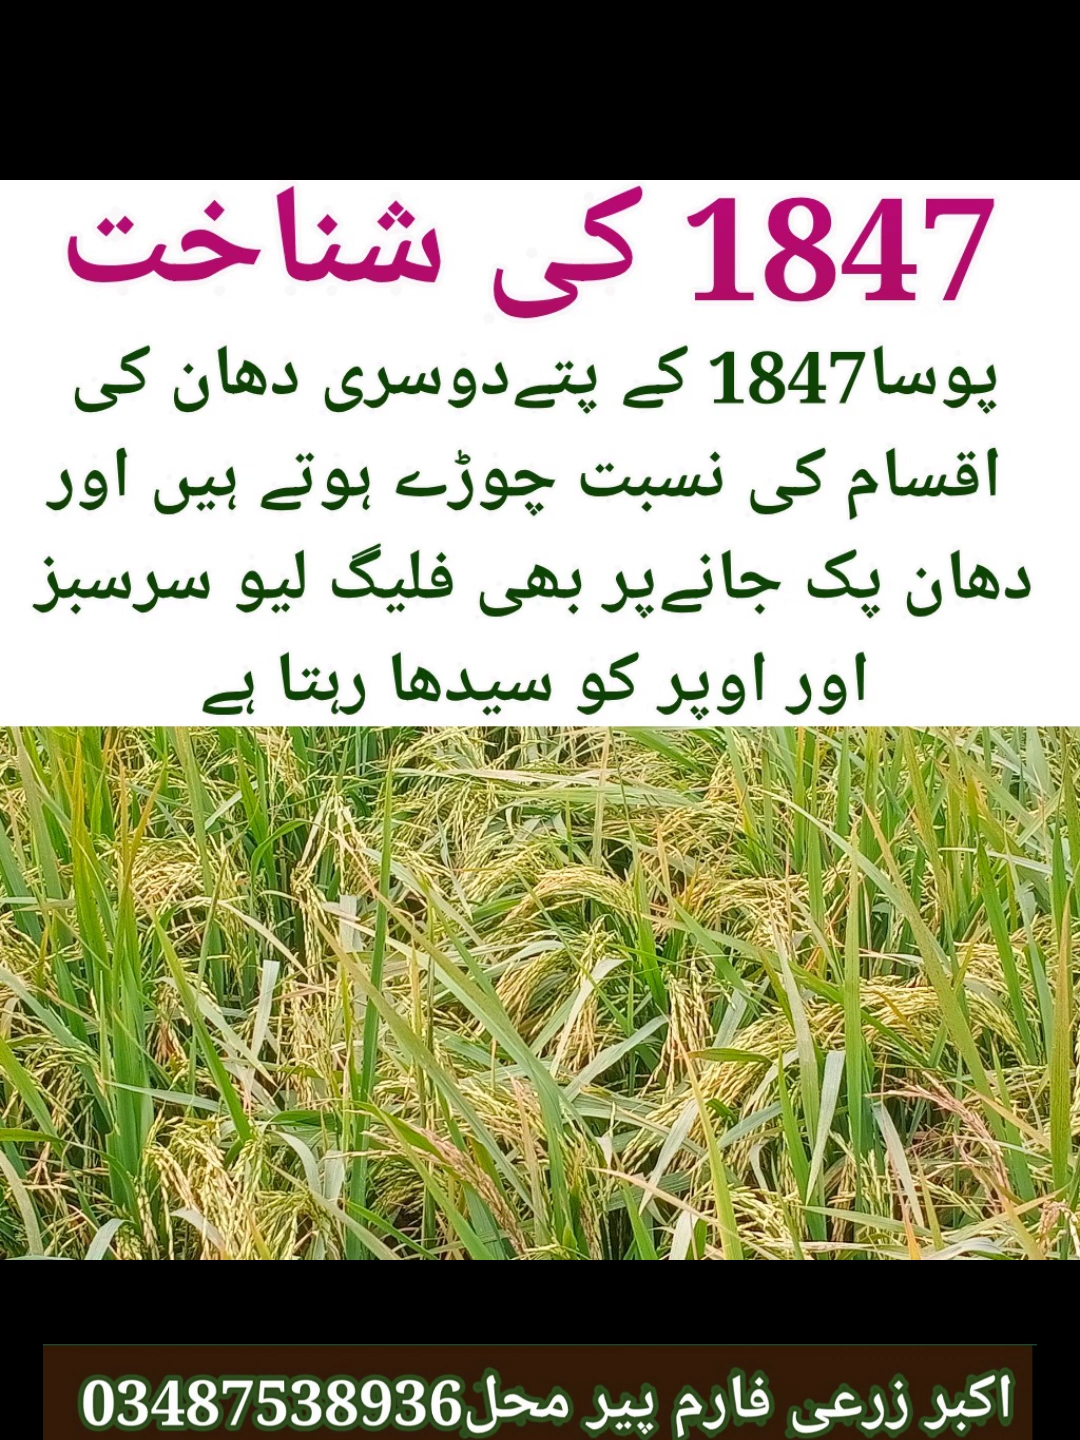 1847 کی شناخت
پوسا1847 کے پتےدوسری دھان کی
اقسام کی نسبت چوڑے ہوتے ہیں اور
دھان پک جانےپر بھی فلیگ لیو سرسبز
اور اوپر کو سیدھا رہتا ہے
اکبر زرعی فارم پیر محل03487538936